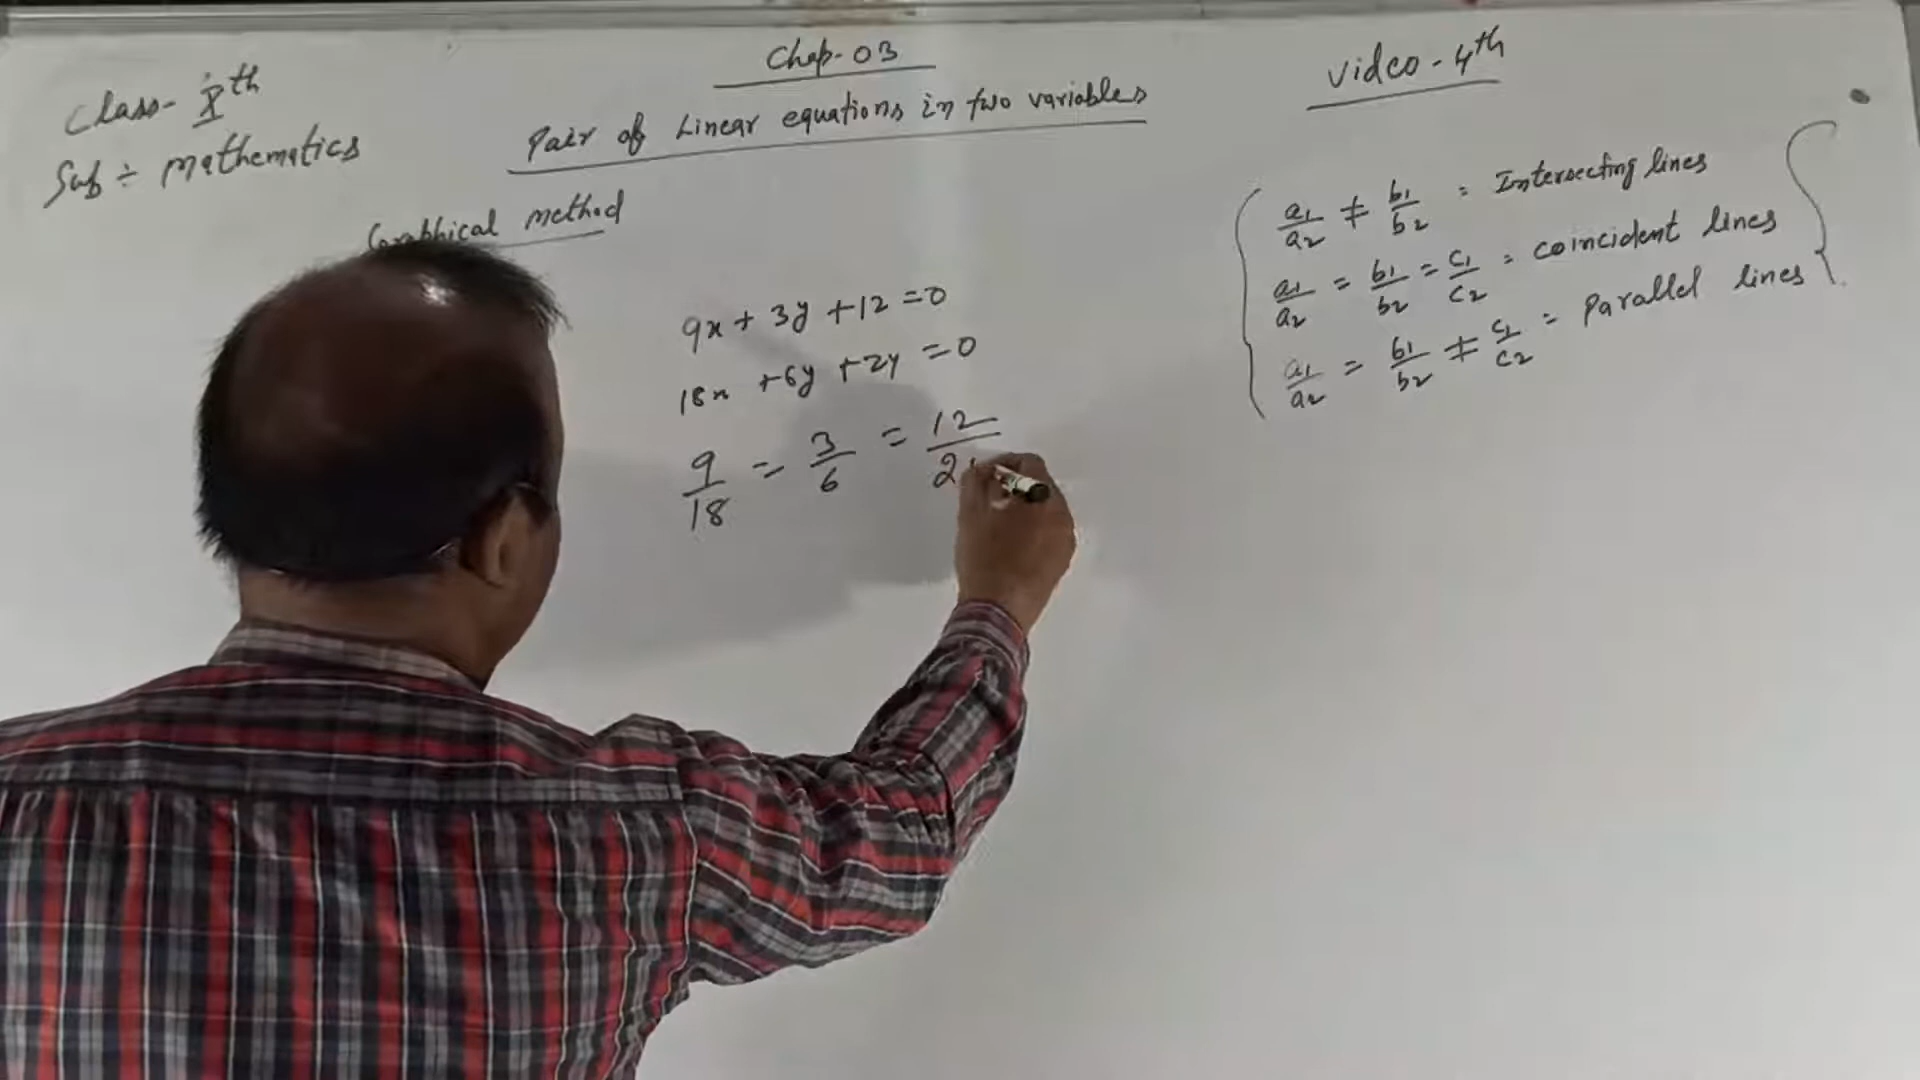 Chap-03
Video-4th
Class- Xth
Sub ÷ mathematics
Pair of Linear equations in two variables
Graphical method
a1/a2 ≠ b1/b2 = Intersecting lines
a1/a2 = b1/b2 = c1/c2 = coincident lines
a1/a2 = b1/b2 ≠ c1/c2 = Parallel lines
9x + 3y + 12 = 0
18x + 6y + 24 = 0
9/18 = 3/6 = 12/2